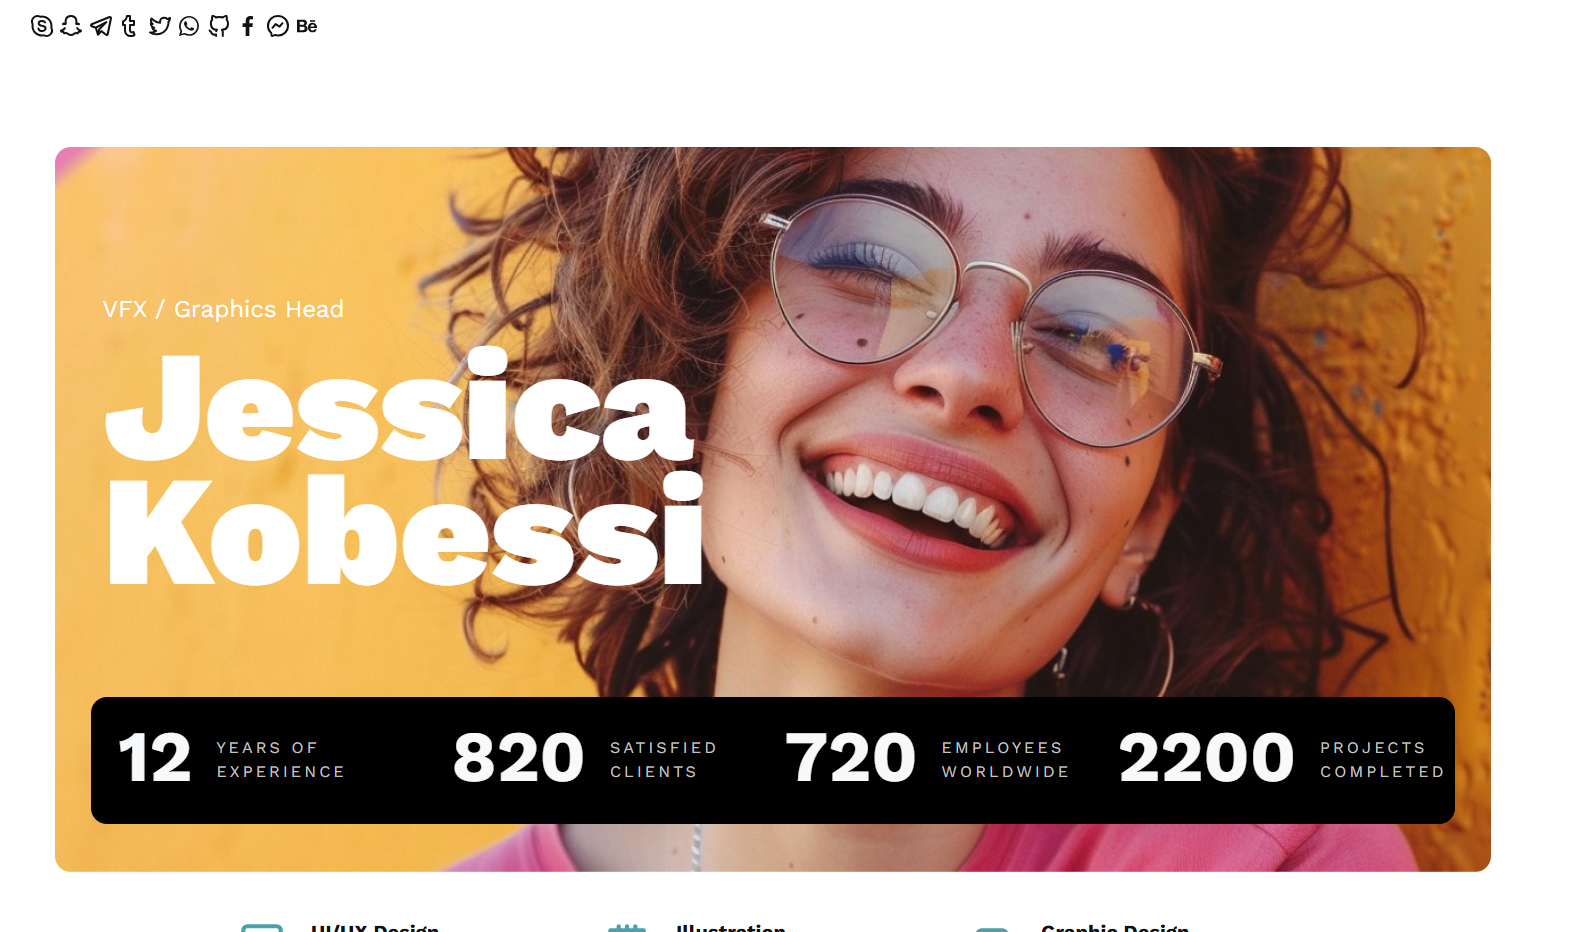 Bē
VFX / Graphics Head
Jessica
Kobessi
12 YEARS OF EXPERIENCE
820 SATISFIED CLIENTS
720 EMPLOYEES WORLDWIDE
2200 PROJECTS COMPLETED
UI/UX Design
Illustration
Graphic Design